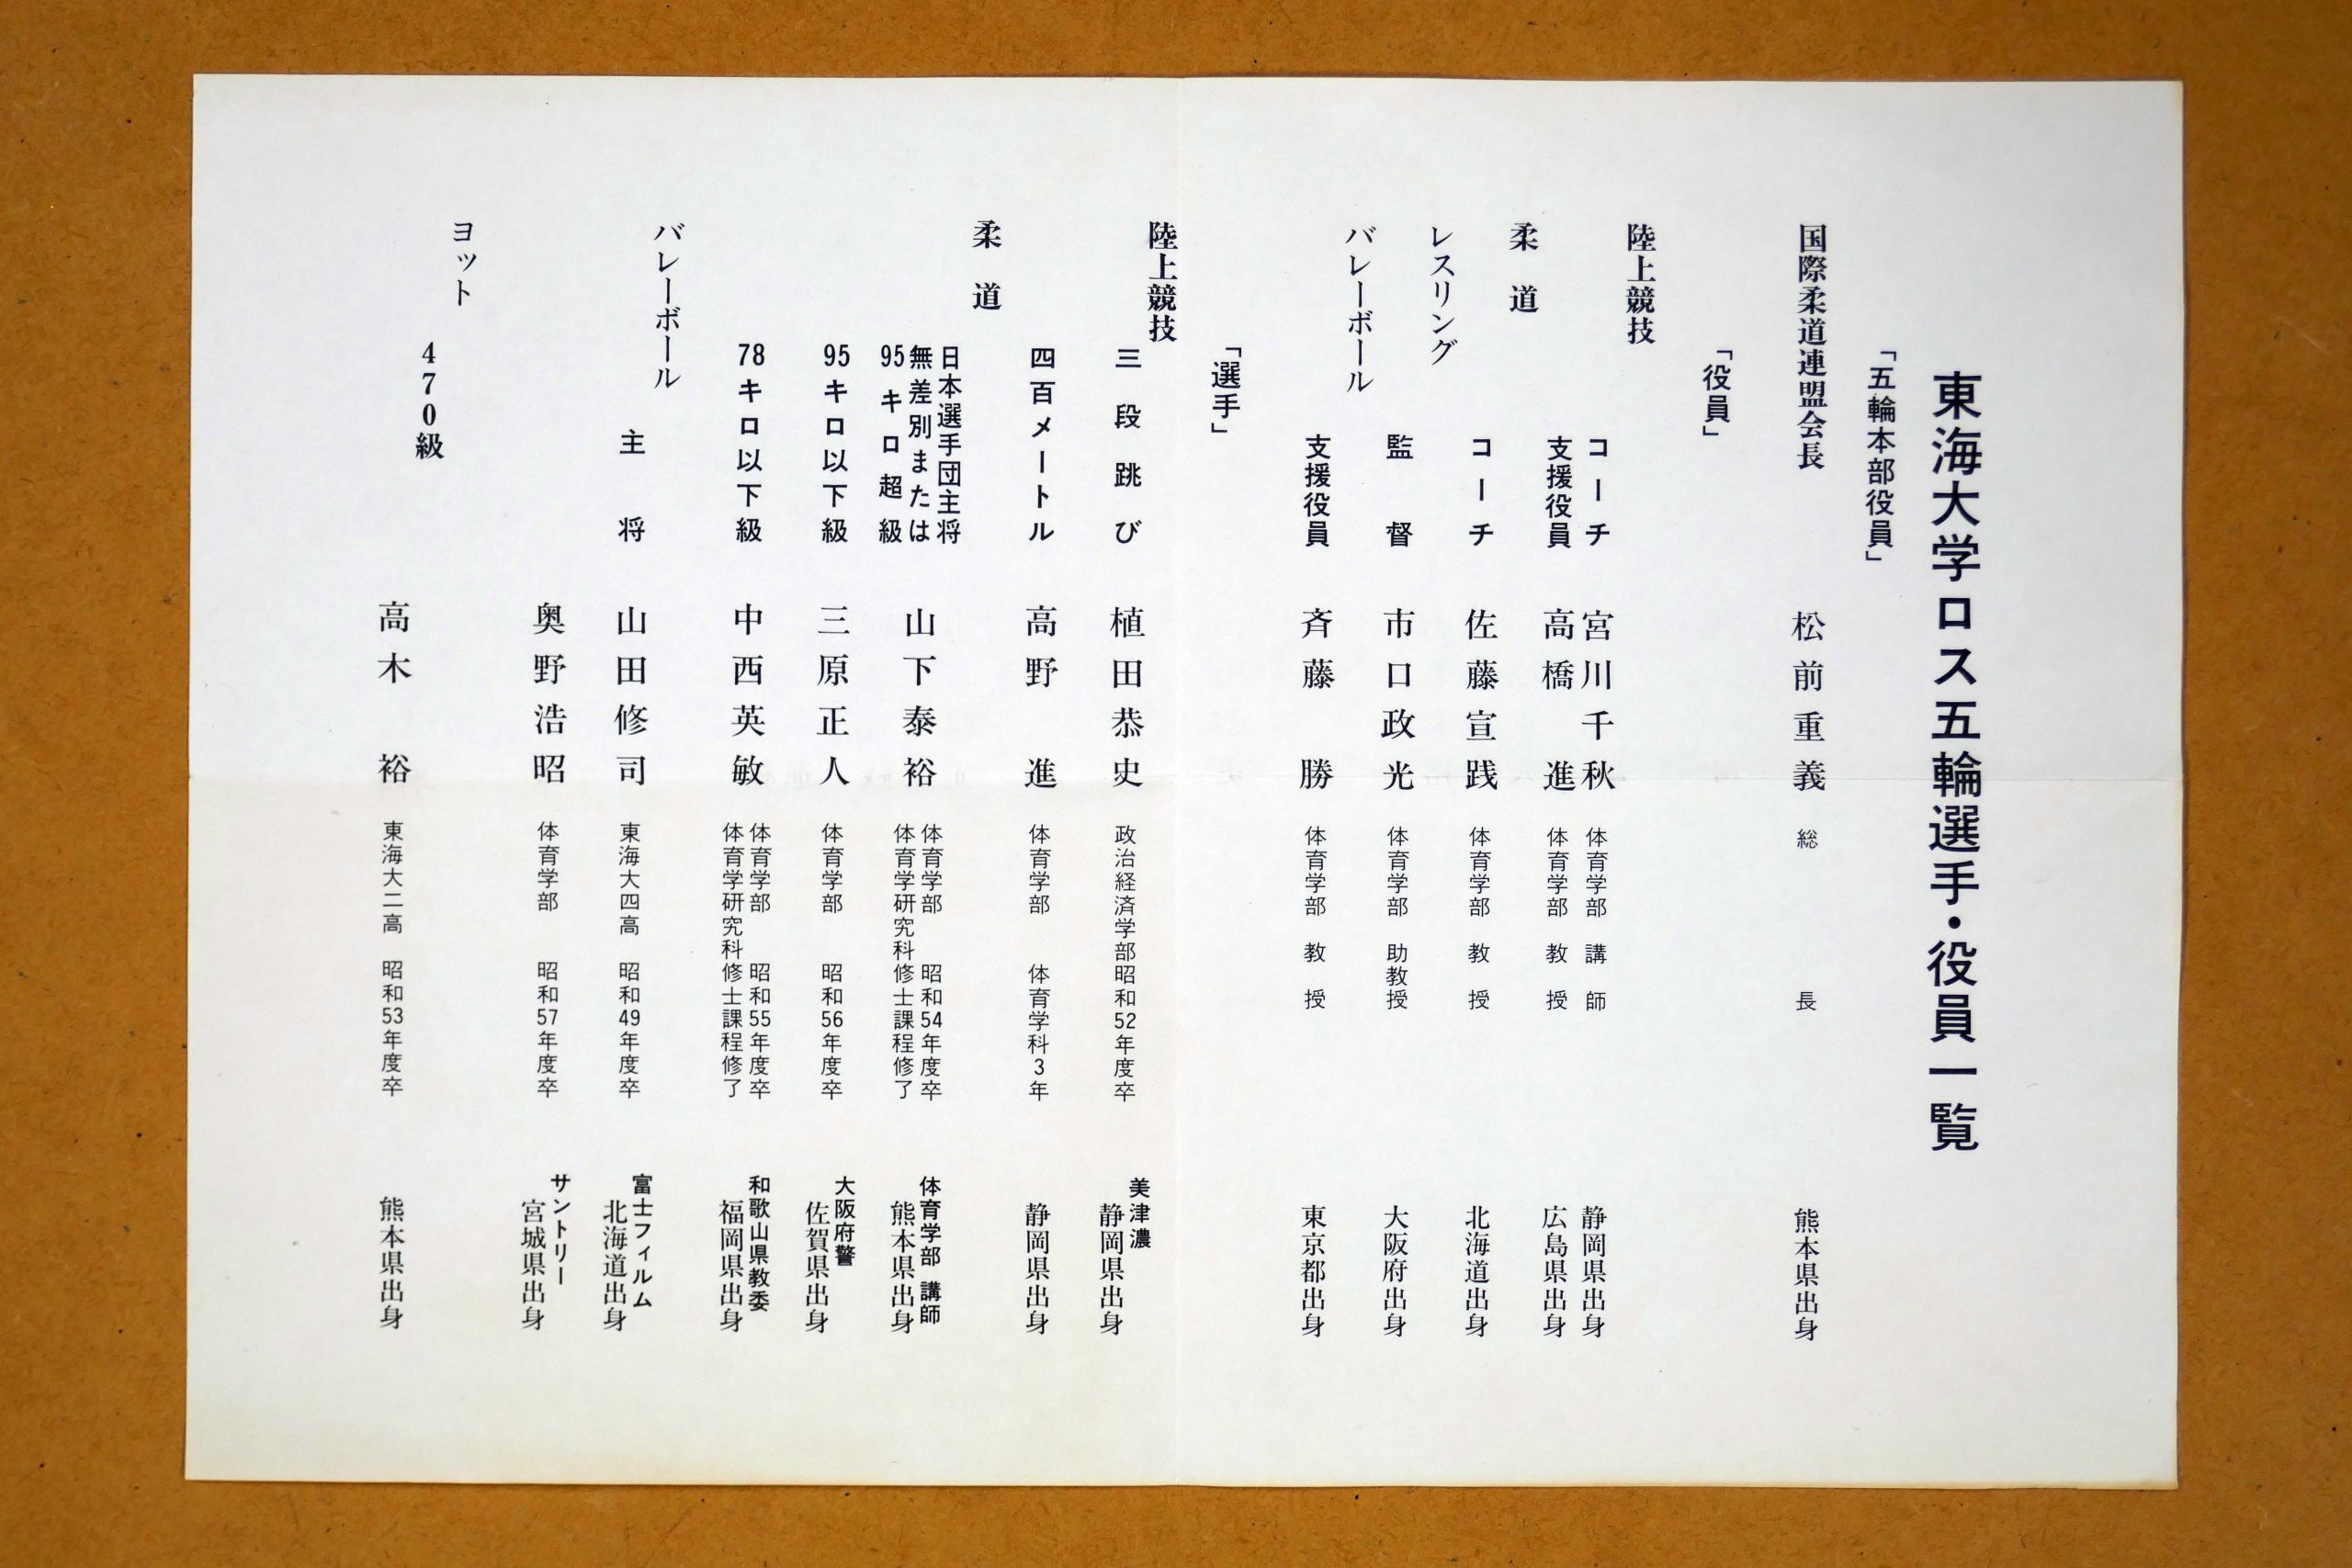 東海大学ロス五輪選手・役員一覧
「五輪本部役員」
国際柔道連盟会長 松前重義 総長 熊本県出身
「役員」
陸上競技
コーチ 宮川千秋 体育学部 講師 静岡県出身
支援役員 高橋進 体育学部 教授 広島県出身
柔道
コーチ 佐藤宣践 体育学部 教授 北海道出身
レスリング
監督 市口政光 体育学部 助教授 大阪府出身
バレーボール
支援役員 斉藤勝 体育学部 教授 東京都出身
「選手」
陸上競技
三段跳び 植田恭史 政治経済学部昭和52年度卒 美津濃
静岡県出身
四百メートル 高野進 体育学部 体育学科3年 静岡県出身
柔道
日本選手団主将
無差別または
95キロ超級 山下泰裕 体育学部 昭和54年度卒
体育学研究科修士課程修了 体育学部 講師
熊本県出身
95キロ以下級 三原正人 体育学部 昭和56年度卒 大阪府警
佐賀県出身
78キロ以下級 中西英敏 体育学部 昭和55年度卒
体育学研究科修士課程修了 和歌山県教委
福岡県出身
バレーボール
主将 山田修司 東海大四高 昭和49年度卒 富士フィルム
北海道出身
奥野浩昭 体育学部 昭和57年度卒 サントリー
宮城県出身
ヨット
470級
高木裕 東海大二高 昭和53年度卒 熊本県出身